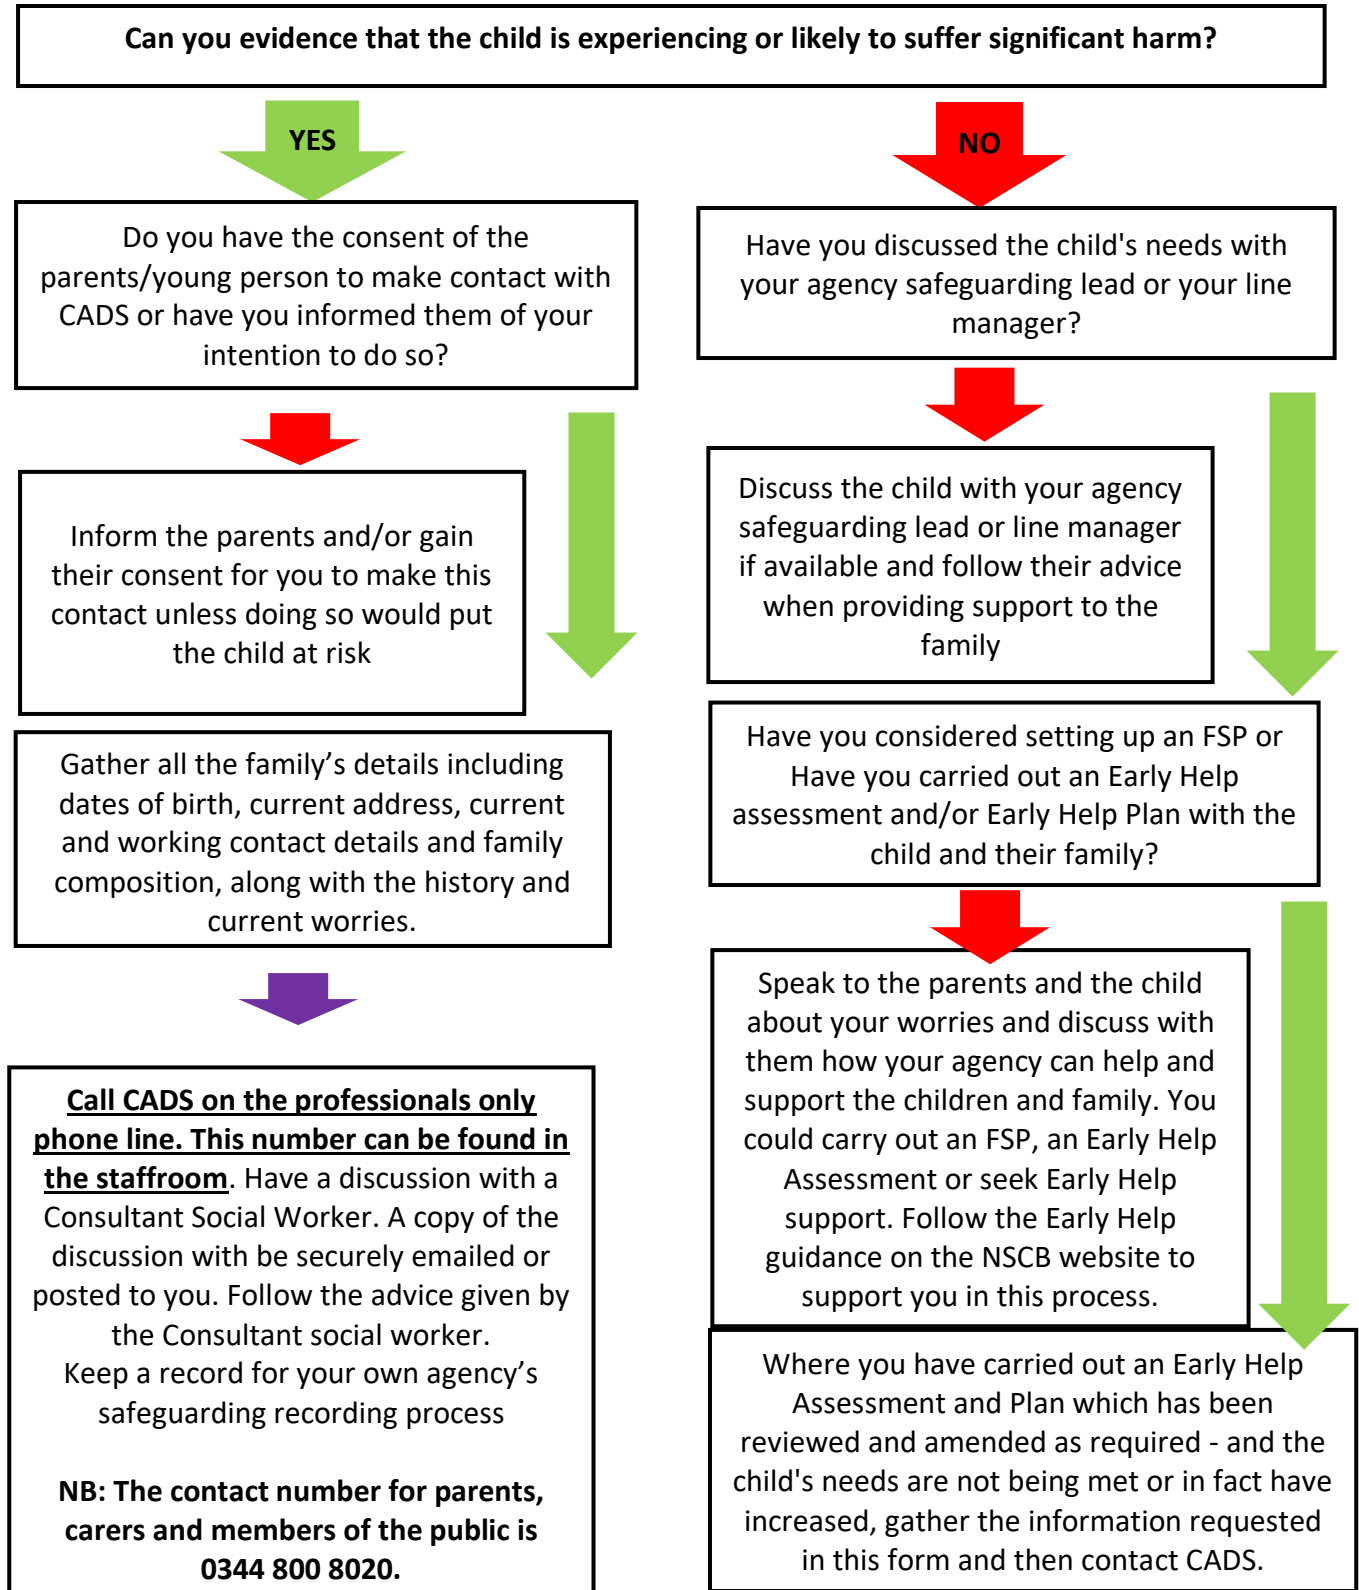 Can you evidence that the child is experiencing or likely to suffer significant harm?
YES
NO
Do you have the consent of the
parents/young person to make contact with
CADS or have you informed them of your
intention to do so?
Have you discussed the child's needs with
your agency safeguarding lead or your line
manager?
Inform the parents and/or gain
their consent for you to make this
contact unless doing so would put
the child at risk
Discuss the child with your agency
safeguarding lead or line manager
if available and follow their advice
when providing support to the
family
Gather all the family’s details including
dates of birth, current address, current
and working contact details and family
composition, along with the history and
current worries.
Have you considered setting up an FSP or
Have you carried out an Early Help
assessment and/or Early Help Plan with the
child and their family?
Call CADS on the professionals only
phone line. This number can be found in
the staffroom. Have a discussion with a
Consultant Social Worker. A copy of the
discussion with be securely emailed or
posted to you. Follow the advice given by
the Consultant social worker.
Keep a record for your own agency’s
safeguarding recording process
NB: The contact number for parents,
carers and members of the public is
0344 800 8020.
Speak to the parents and the child
about your worries and discuss with
them how your agency can help and
support the children and family. You
could carry out an FSP, an Early Help
Assessment or seek Early Help
support. Follow the Early Help
guidance on the NSCB website to
support you in this process.
Where you have carried out an Early Help
Assessment and Plan which has been
reviewed and amended as required - and the
child's needs are not being met or in fact have
increased, gather the information requested
in this form and then contact CADS.